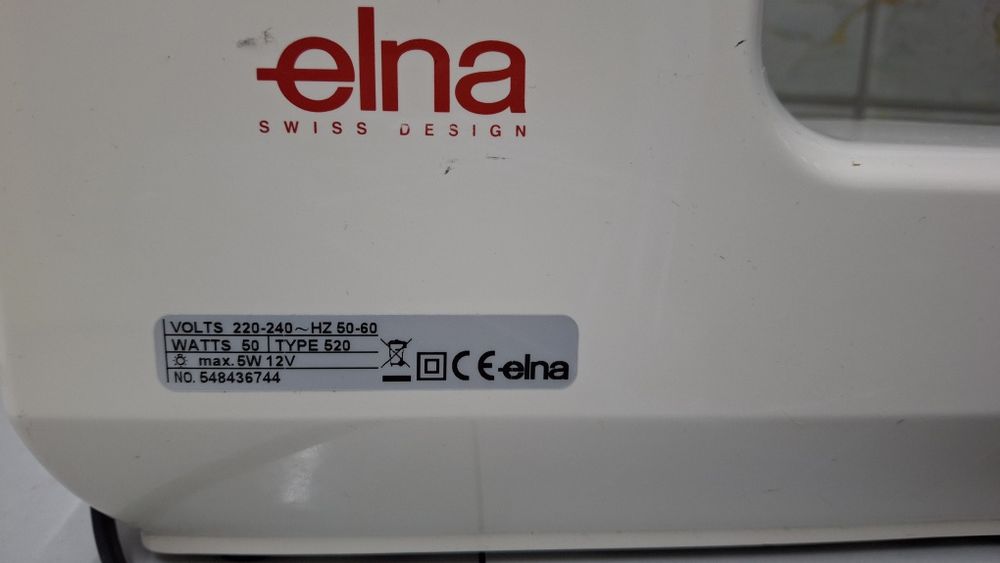 elna
SWISS DESIGN
VOLTS 220-240~HZ 50-60
WATTS 50 TYPE 520
max. 5W 12V
NO. 548436744
CE elna